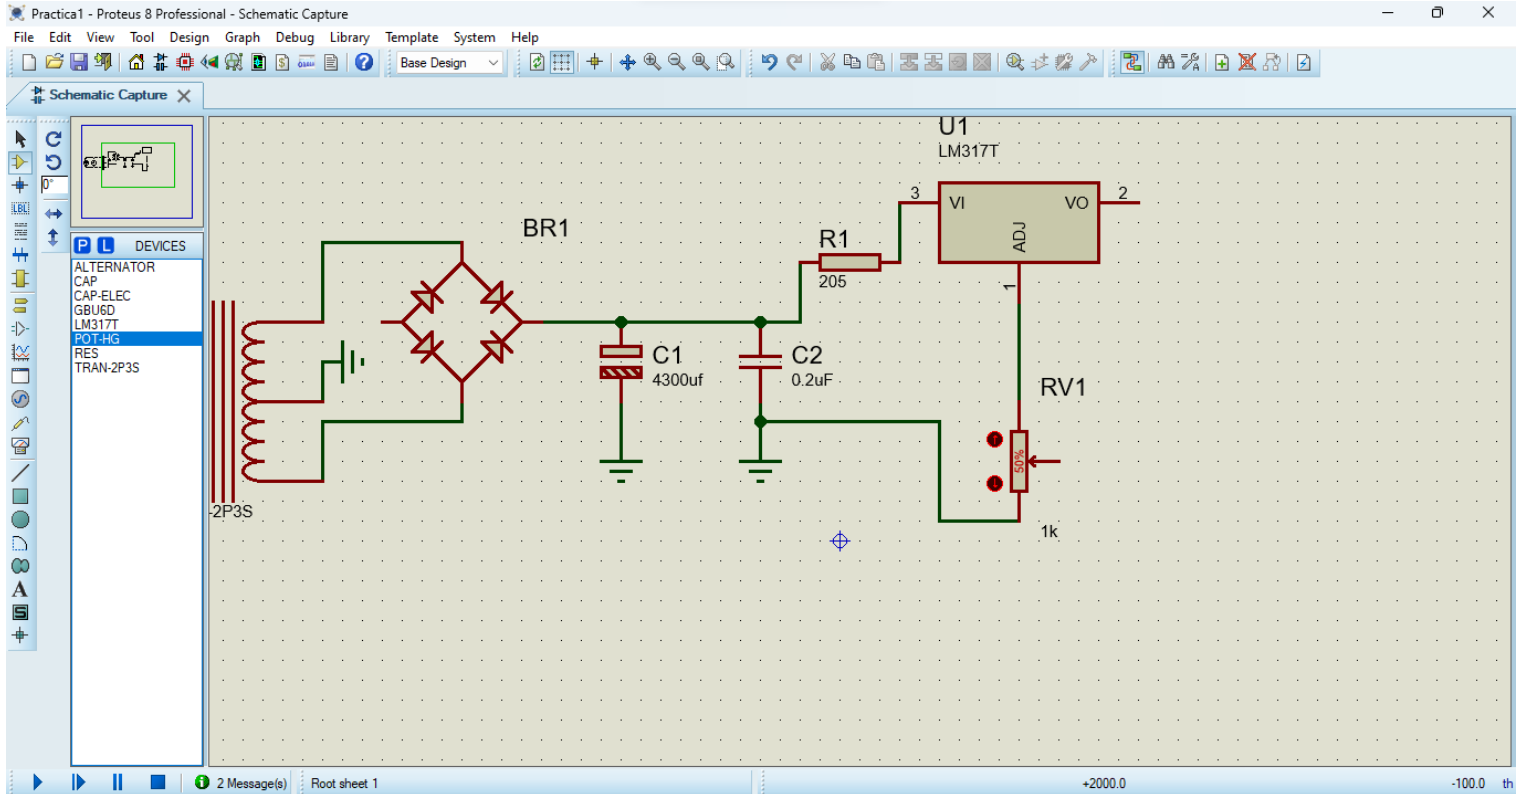 Practica1 - Proteus 8 Professional - Schematic Capture
File Edit View Tool Design Graph Debug Library Template System Help
Base Design
Schematic Capture
0°
LBL
P L DEVICES
ALTERNATOR
CAP
CAP-ELEC
GBU6D
LM317T
POT-HG
RES
TRAN-2P3S
A
S
-2P3S
BR1
C1
4300uf
C2
0.2uF
R1
205
U1
LM317T
3
VI
VO
2
ADJ
1
RV1
50%
1k
2 Message(s)
Root sheet 1
+2000.0
-100.0
th